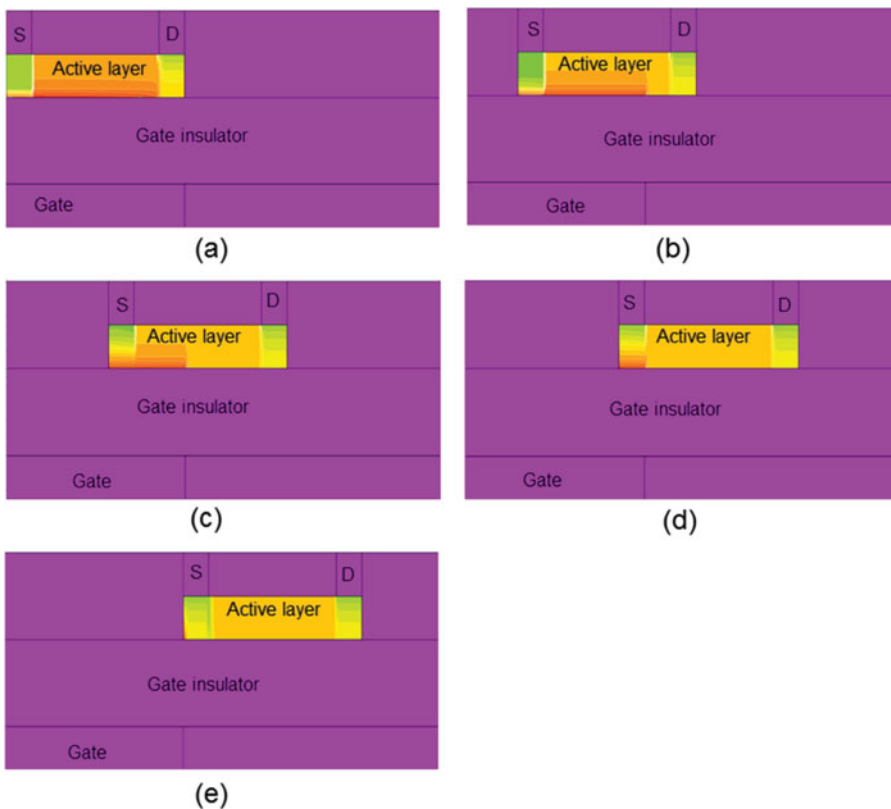 S D
Active layer
Gate insulator
Gate
(a)
S D
Active layer
Gate insulator
Gate
(b)
S D
Active layer
Gate insulator
Gate
(c)
S D
Active layer
Gate insulator
Gate
(d)
S D
Active layer
Gate insulator
Gate
(e)